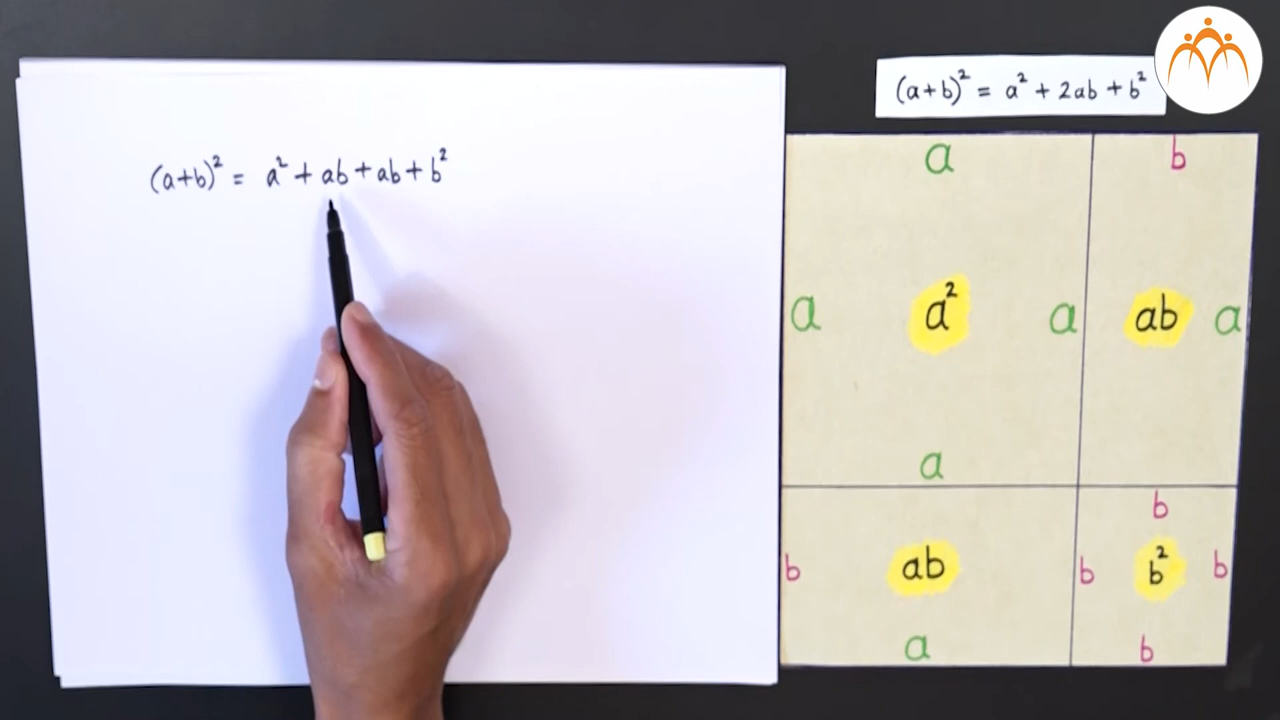 (a+b)² = a² + ab + ab + b²
(a+b)² = a² + 2ab + b²
a b
a a² a ab a
a
b
b ab b b² b
a b